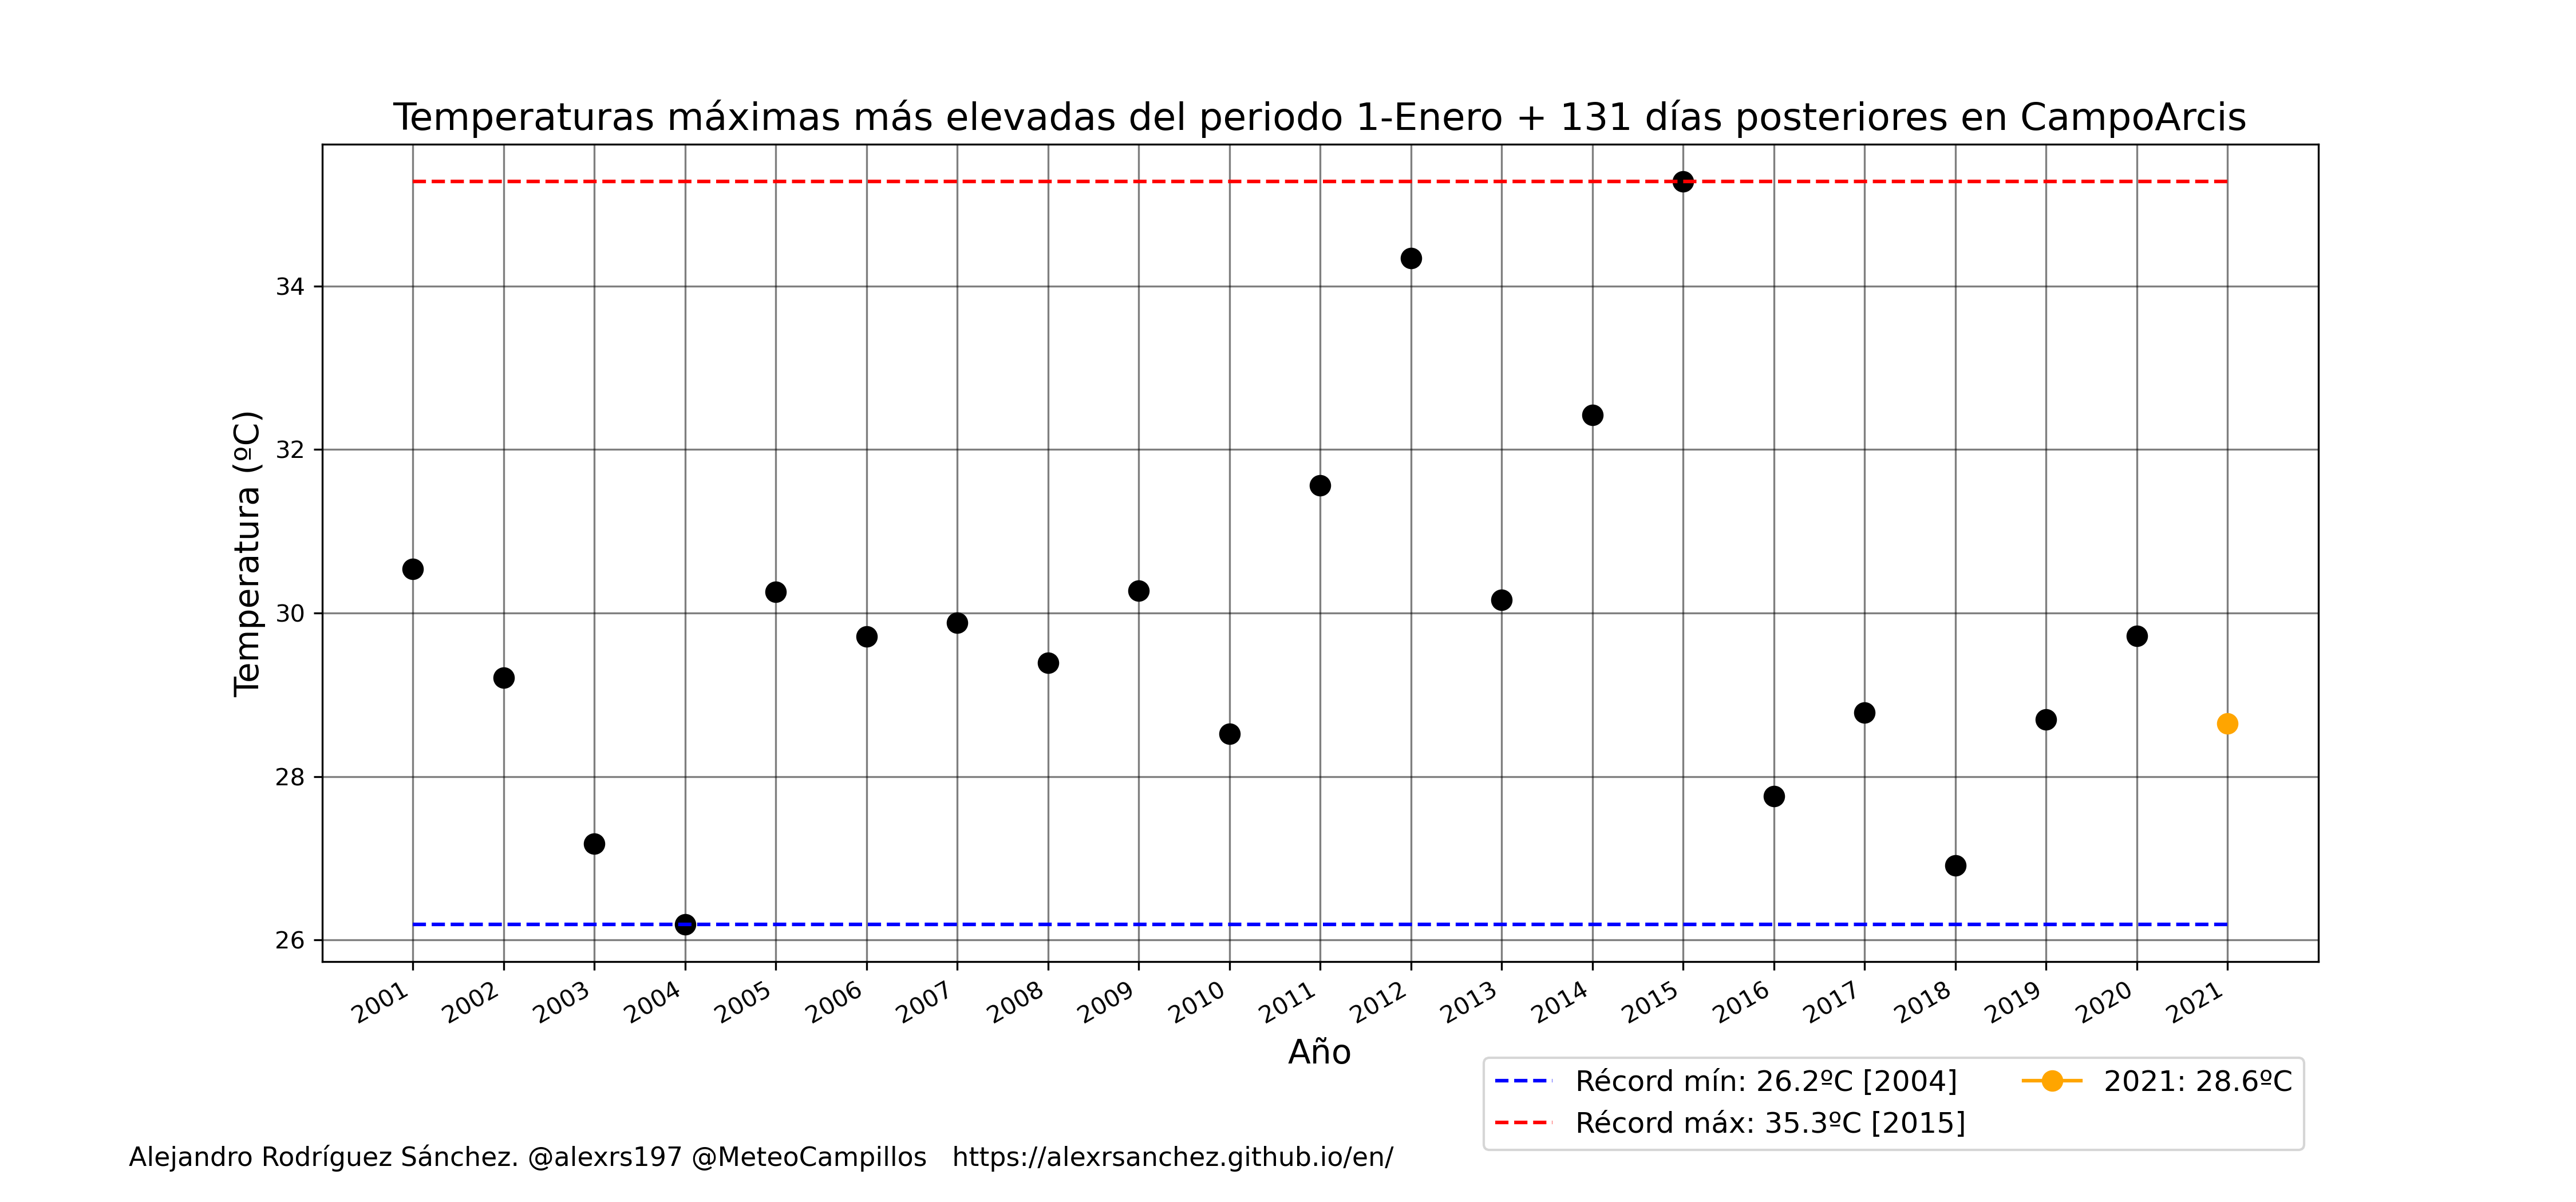 Temperaturas máximas más elevadas del periodo 1-Enero + 131 días posteriores en CampoArcis
Temperatura (ºC)
34
32
30
28
26
2001 2002 2003 2004 2005 2006 2007 2008 2009 2010 2011 2012 2013 2014 2015 2016 2017 2018 2019 2020 2021
Año
Récord mín: 26.2ºC [2004]
Récord máx: 35.3ºC [2015]
2021: 28.6ºC
Alejandro Rodríguez Sánchez. @alexrs197 @MeteoCampillos https://alexrsanchez.github.io/en/